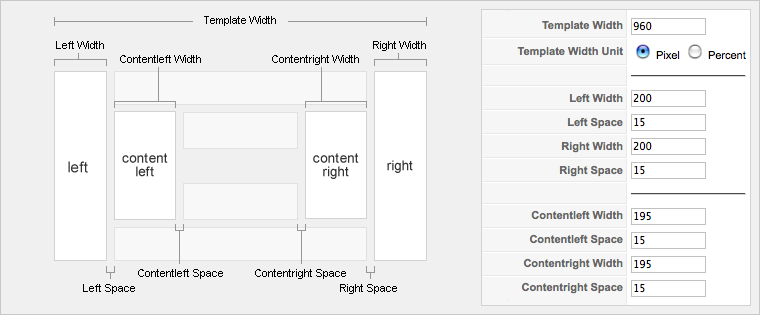 Template Width
Left Width
Right Width
Contentleft Width
Contentright Width
left
content
left
content
right
right
Contentleft Space
Contentright Space
Left Space
Right Space
Template Width 960
Template Width Unit Pixel Percent
Left Width 200
Left Space 15
Right Width 200
Right Space 15
Contentleft Width 195
Contentleft Space 15
Contentright Width 195
Contentright Space 15